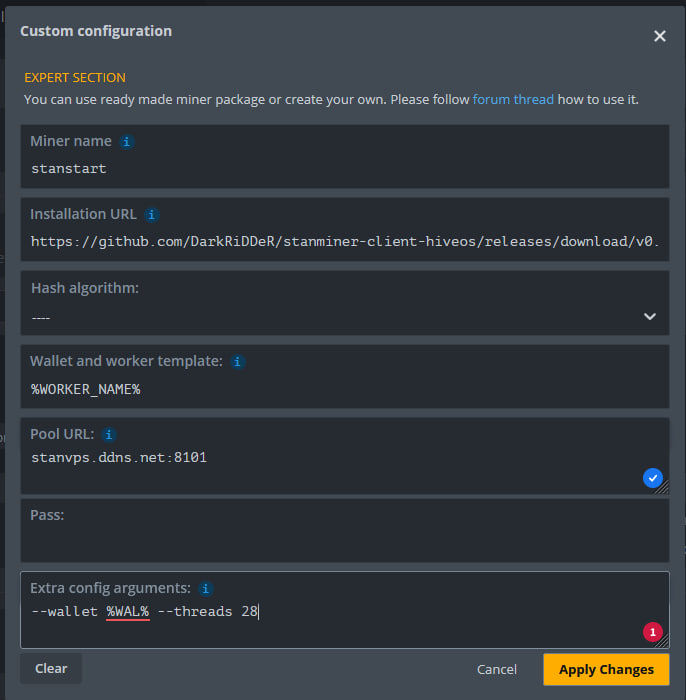 Custom configuration
EXPERT SECTION
You can use ready made miner package or create your own. Please follow forum thread how to use it.
Miner name
stanstart
Installation URL
https://github.com/DarkRiDDeR/stanminer-client-hiveos/releases/download/v0.
Hash algorithm:
----
Wallet and worker template:
%WORKER_NAME%
Pool URL:
stanvps.ddns.net:8101
Pass:
Extra config arguments:
--wallet %WAL% --threads 28
1
Clear
Cancel
Apply Changes